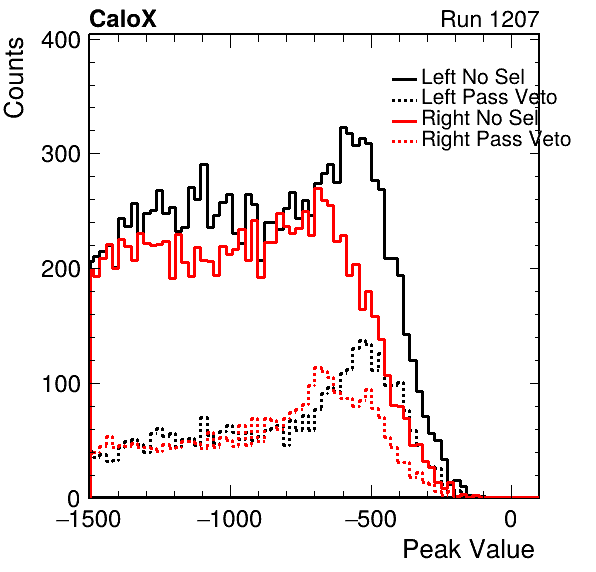 CaloX
Run 1207
Counts
400
300
200
100
0
Left No Sel
Left Pass Veto
Right No Sel
Right Pass Veto
−1500
−1000
−500
0
Peak Value